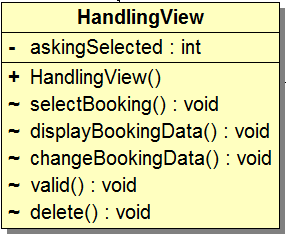 HandlingView
- askingSelected : int
+ HandlingView()
~ selectBooking() : void
~ displayBookingData() : void
~ changeBookingData() : void
~ valid() : void
~ delete() : void